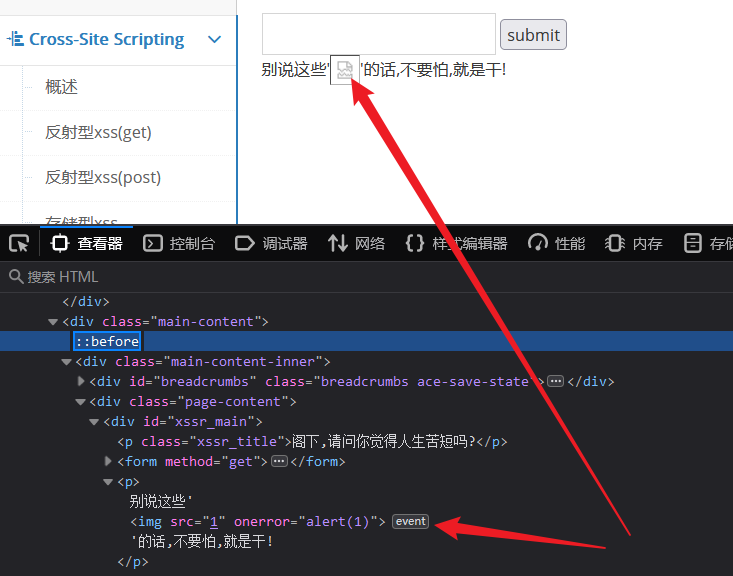 Cross-Site Scripting
概述
反射型xss(get)
反射型xss(post)
存储型xss
submit
别说这些''的话,不要怕,就是干!
查看器 控制台 调试器 网络 样式编辑器 性能 内存 存储
搜索 HTML
</div>
<div class="main-content">
::before
<div class="main-content-inner">
<div id="breadcrumbs" class="breadcrumbs ace-save-state"> ••• </div>
<div class="page-content">
<div id="xssr_main">
<p class="xssr_title">阁下,请问你觉得人生苦短吗?</p>
<form method="get"> ••• </form>
<p>
别说这些'
<img src="1" onerror="alert(1)"> event
'的话,不要怕,就是干!
</p>